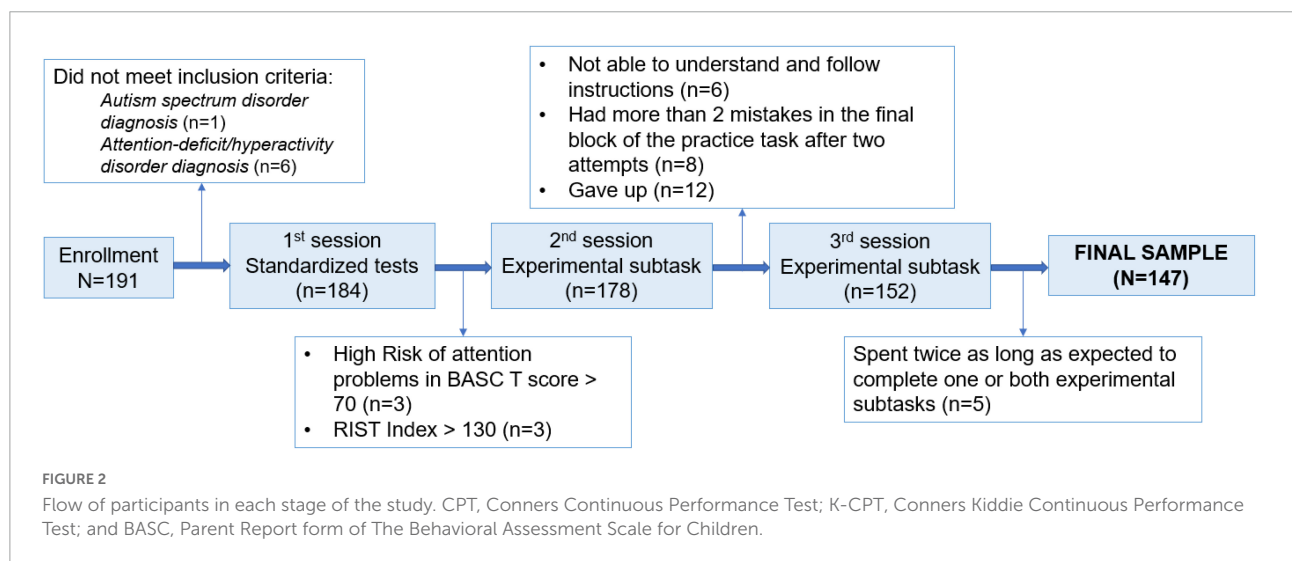 Did not meet inclusion criteria:
Autism spectrum disorder
diagnosis (n=1)
Attention-deficit/hyperactivity
disorder diagnosis (n=6)
• Not able to understand and follow
instructions (n=6)
• Had more than 2 mistakes in the final
block of the practice task after two
attempts (n=8)
• Gave up (n=12)
Enrollment
N=191
1st session
Standardized tests
(n=184)
2nd session
Experimental subtask
(n=178)
3rd session
Experimental subtask
(n=152)
FINAL SAMPLE
(N=147)
• High Risk of attention
problems in BASC T score >
70 (n=3)
• RIST Index > 130 (n=3)
Spent twice as long as expected to
complete one or both experimental
subtasks (n=5)
FIGURE 2
Flow of participants in each stage of the study. CPT, Conners Continuous Performance Test; K-CPT, Conners Kiddie Continuous Performance
Test; and BASC, Parent Report form of The Behavioral Assessment Scale for Children.